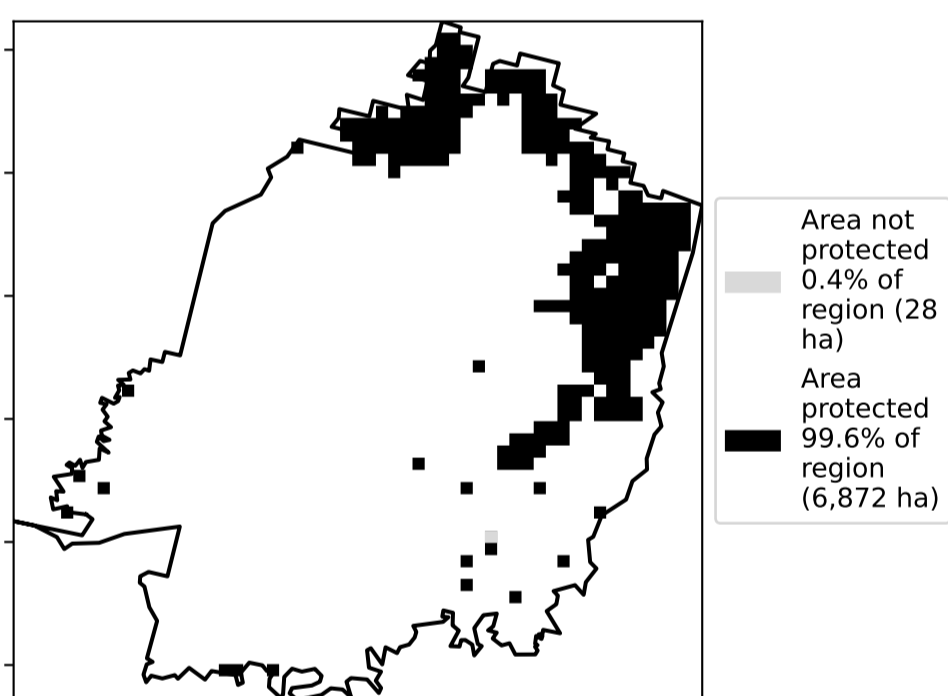 Area not
protected
0.4% of
region (28
ha)
Area
protected
99.6% of
region
(6,872 ha)